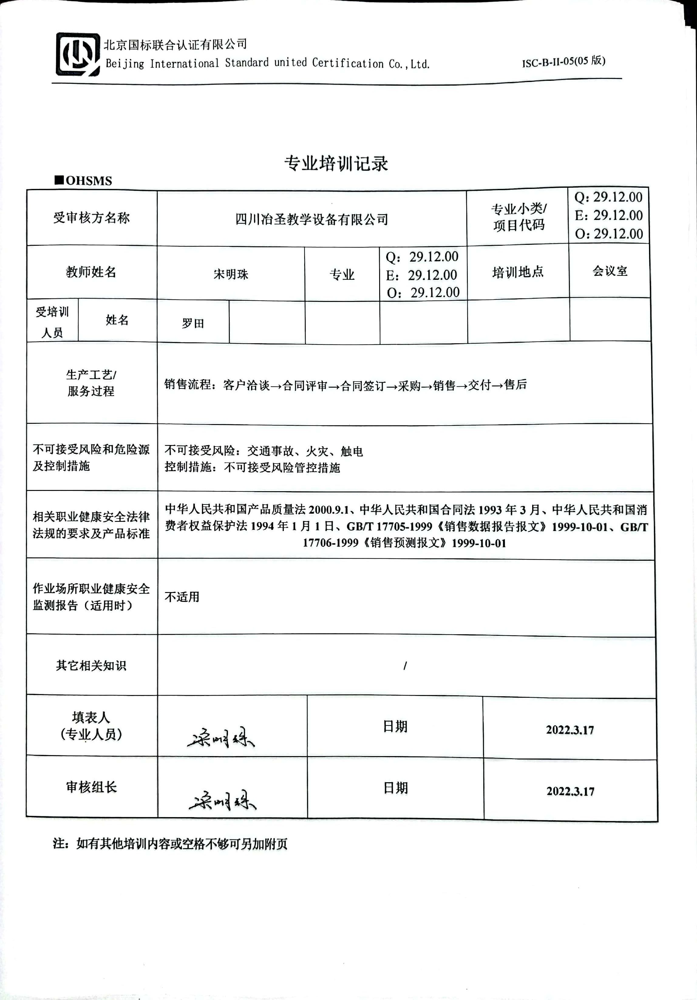 北京国标联合认证有限公司
Beijing International Standard united Certification Co.,Ltd.
ISC-B-II-05(05 版)
专业培训记录
■OHSMS
受审核方名称
四川冶圣教学设备有限公司
专业小类/
项目代码
Q: 29.12.00
E: 29.12.00
O: 29.12.00
教师姓名
宋明珠
专业
Q: 29.12.00
E: 29.12.00
O: 29.12.00
培训地点
会议室
受培训
人员
姓名
罗田
生产工艺/
服务过程
销售流程：客户洽谈→合同评审→合同签订→采购→销售→交付→售后
不可接受风险和危险源
及控制措施
不可接受风险：交通事故、火灾、触电
控制措施：不可接受风险管控措施
相关职业健康安全法律
法规的要求及产品标准
中华人民共和国产品质量法 2000.9.1、中华人民共和国合同法 1993 年 3 月、中华人民共和国消
费者权益保护法 1994 年 1 月 1 日、GB/T 17705-1999《销售数据报告报文》1999-10-01、GB/T
17706-1999《销售预测报文》1999-10-01
作业场所职业健康安全
监测报告（适用时）
不适用
其它相关知识
/
填表人
(专业人员)
宋明珠
日期
2022.3.17
审核组长
宋明珠
日期
2022.3.17
注：如有其他培训内容或空格不够可另加附页